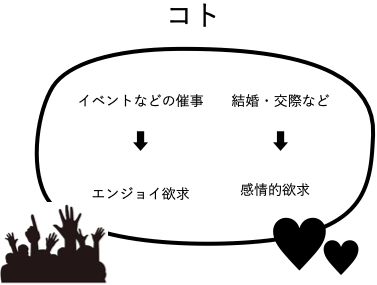 コト
イベントなどの催事
結婚・交際など
エンジョイ欲求
感情的欲求